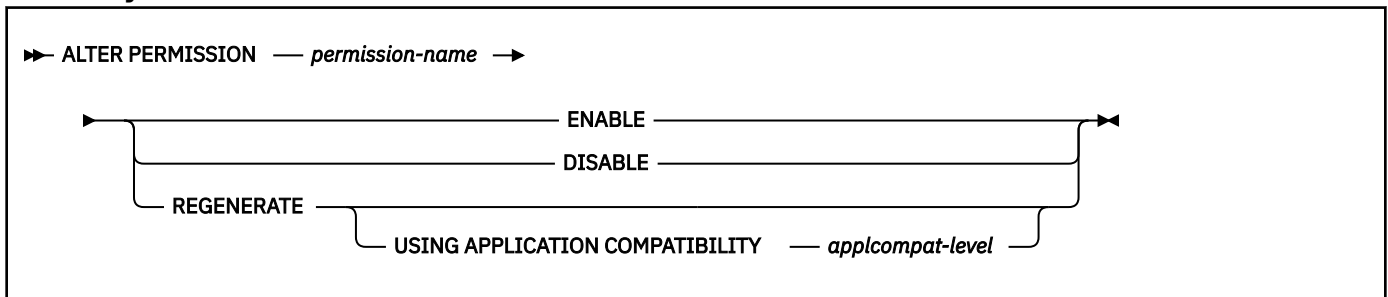 ALTER PERMISSION permission-name
ENABLE
DISABLE
REGENERATE
USING APPLICATION COMPATIBILITY applcompat-level